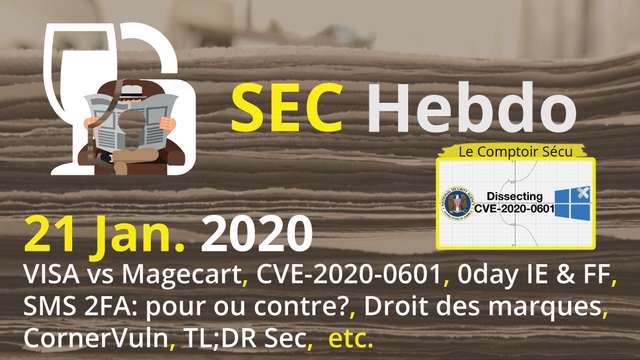 SEC Hebdo
Le Comptoir Sécu
Dissecting
CVE-2020-0601
21 Jan. 2020
VISA vs Magecart, CVE-2020-0601, 0day IE & FF,
SMS 2FA: pour ou contre?, Droit des marques,
CornerVuln, TL;DR Sec, etc.